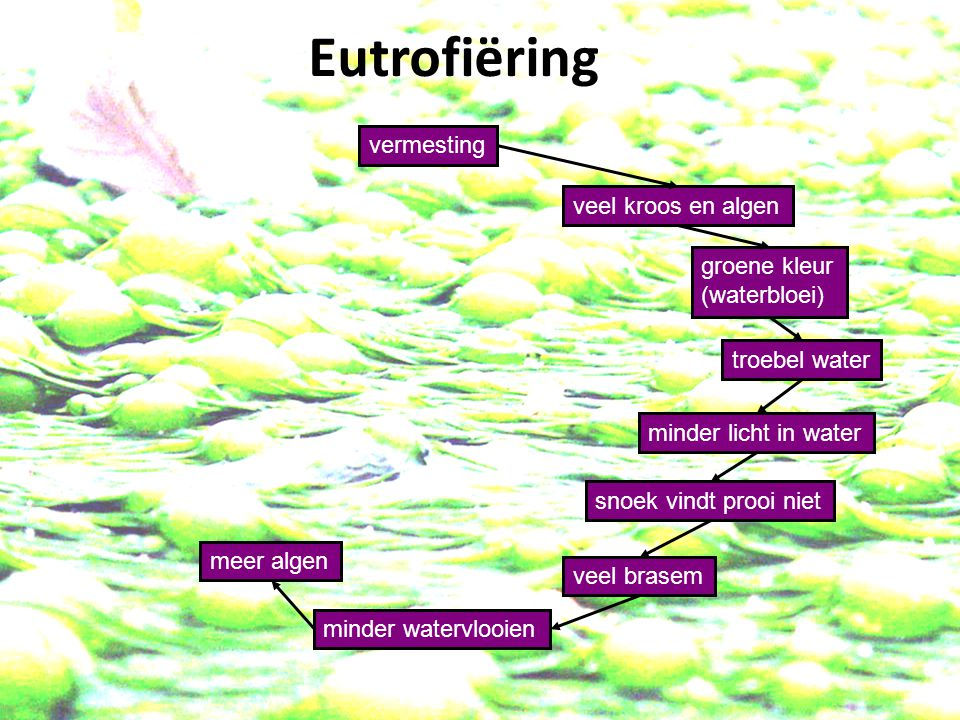 Eutrofiëring
vermesting
veel kroos en algen
groene kleur
(waterbloei)
troebel water
minder licht in water
snoek vindt prooi niet
veel brasem
minder watervlooien
meer algen